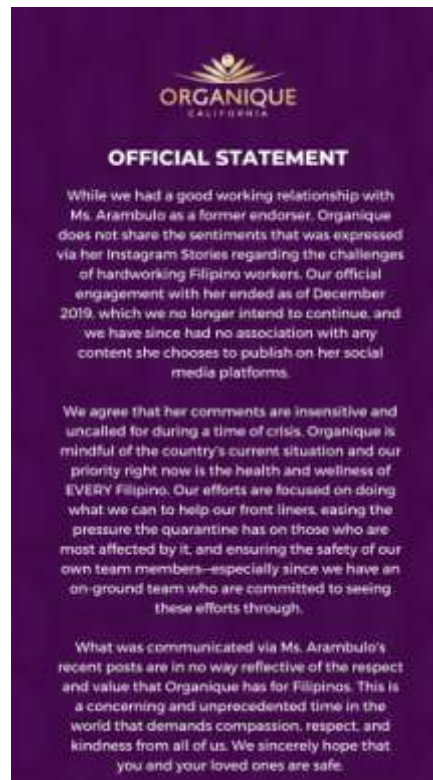 ORGANIQUE
CALIFORNIA
OFFICIAL STATEMENT
While we had a good working relationship with
Ms. Arambulo as a former endorser, Organique
does not share the sentiments that was expressed
via her Instagram Stories regarding the challenges
of hardworking Filipino workers. Our official
engagement with her ended as of December
2019, which we no longer intend to continue, and
we have since had no association with any
content she chooses to publish on her social
media platforms.
We agree that her comments are insensitive and
uncalled for during a time of crisis. Organique is
mindful of the country's current situation and our
priority right now is the health and wellness of
EVERY Filipino. Our efforts are focused on doing
what we can to help our front liners, easing the
pressure the quarantine has on those who are
most affected by it, and ensuring the safety of our
own team members—especially since we have an
on-ground team who are committed to seeing
these efforts through.
What was communicated via Ms. Arambulo's
recent posts are in no way reflective of the respect
and value that Organique has for Filipinos. This is
a concerning and unprecedented time in the
world that demands compassion, respect, and
kindness from all of us. We sincerely hope that
you and your loved ones are safe.